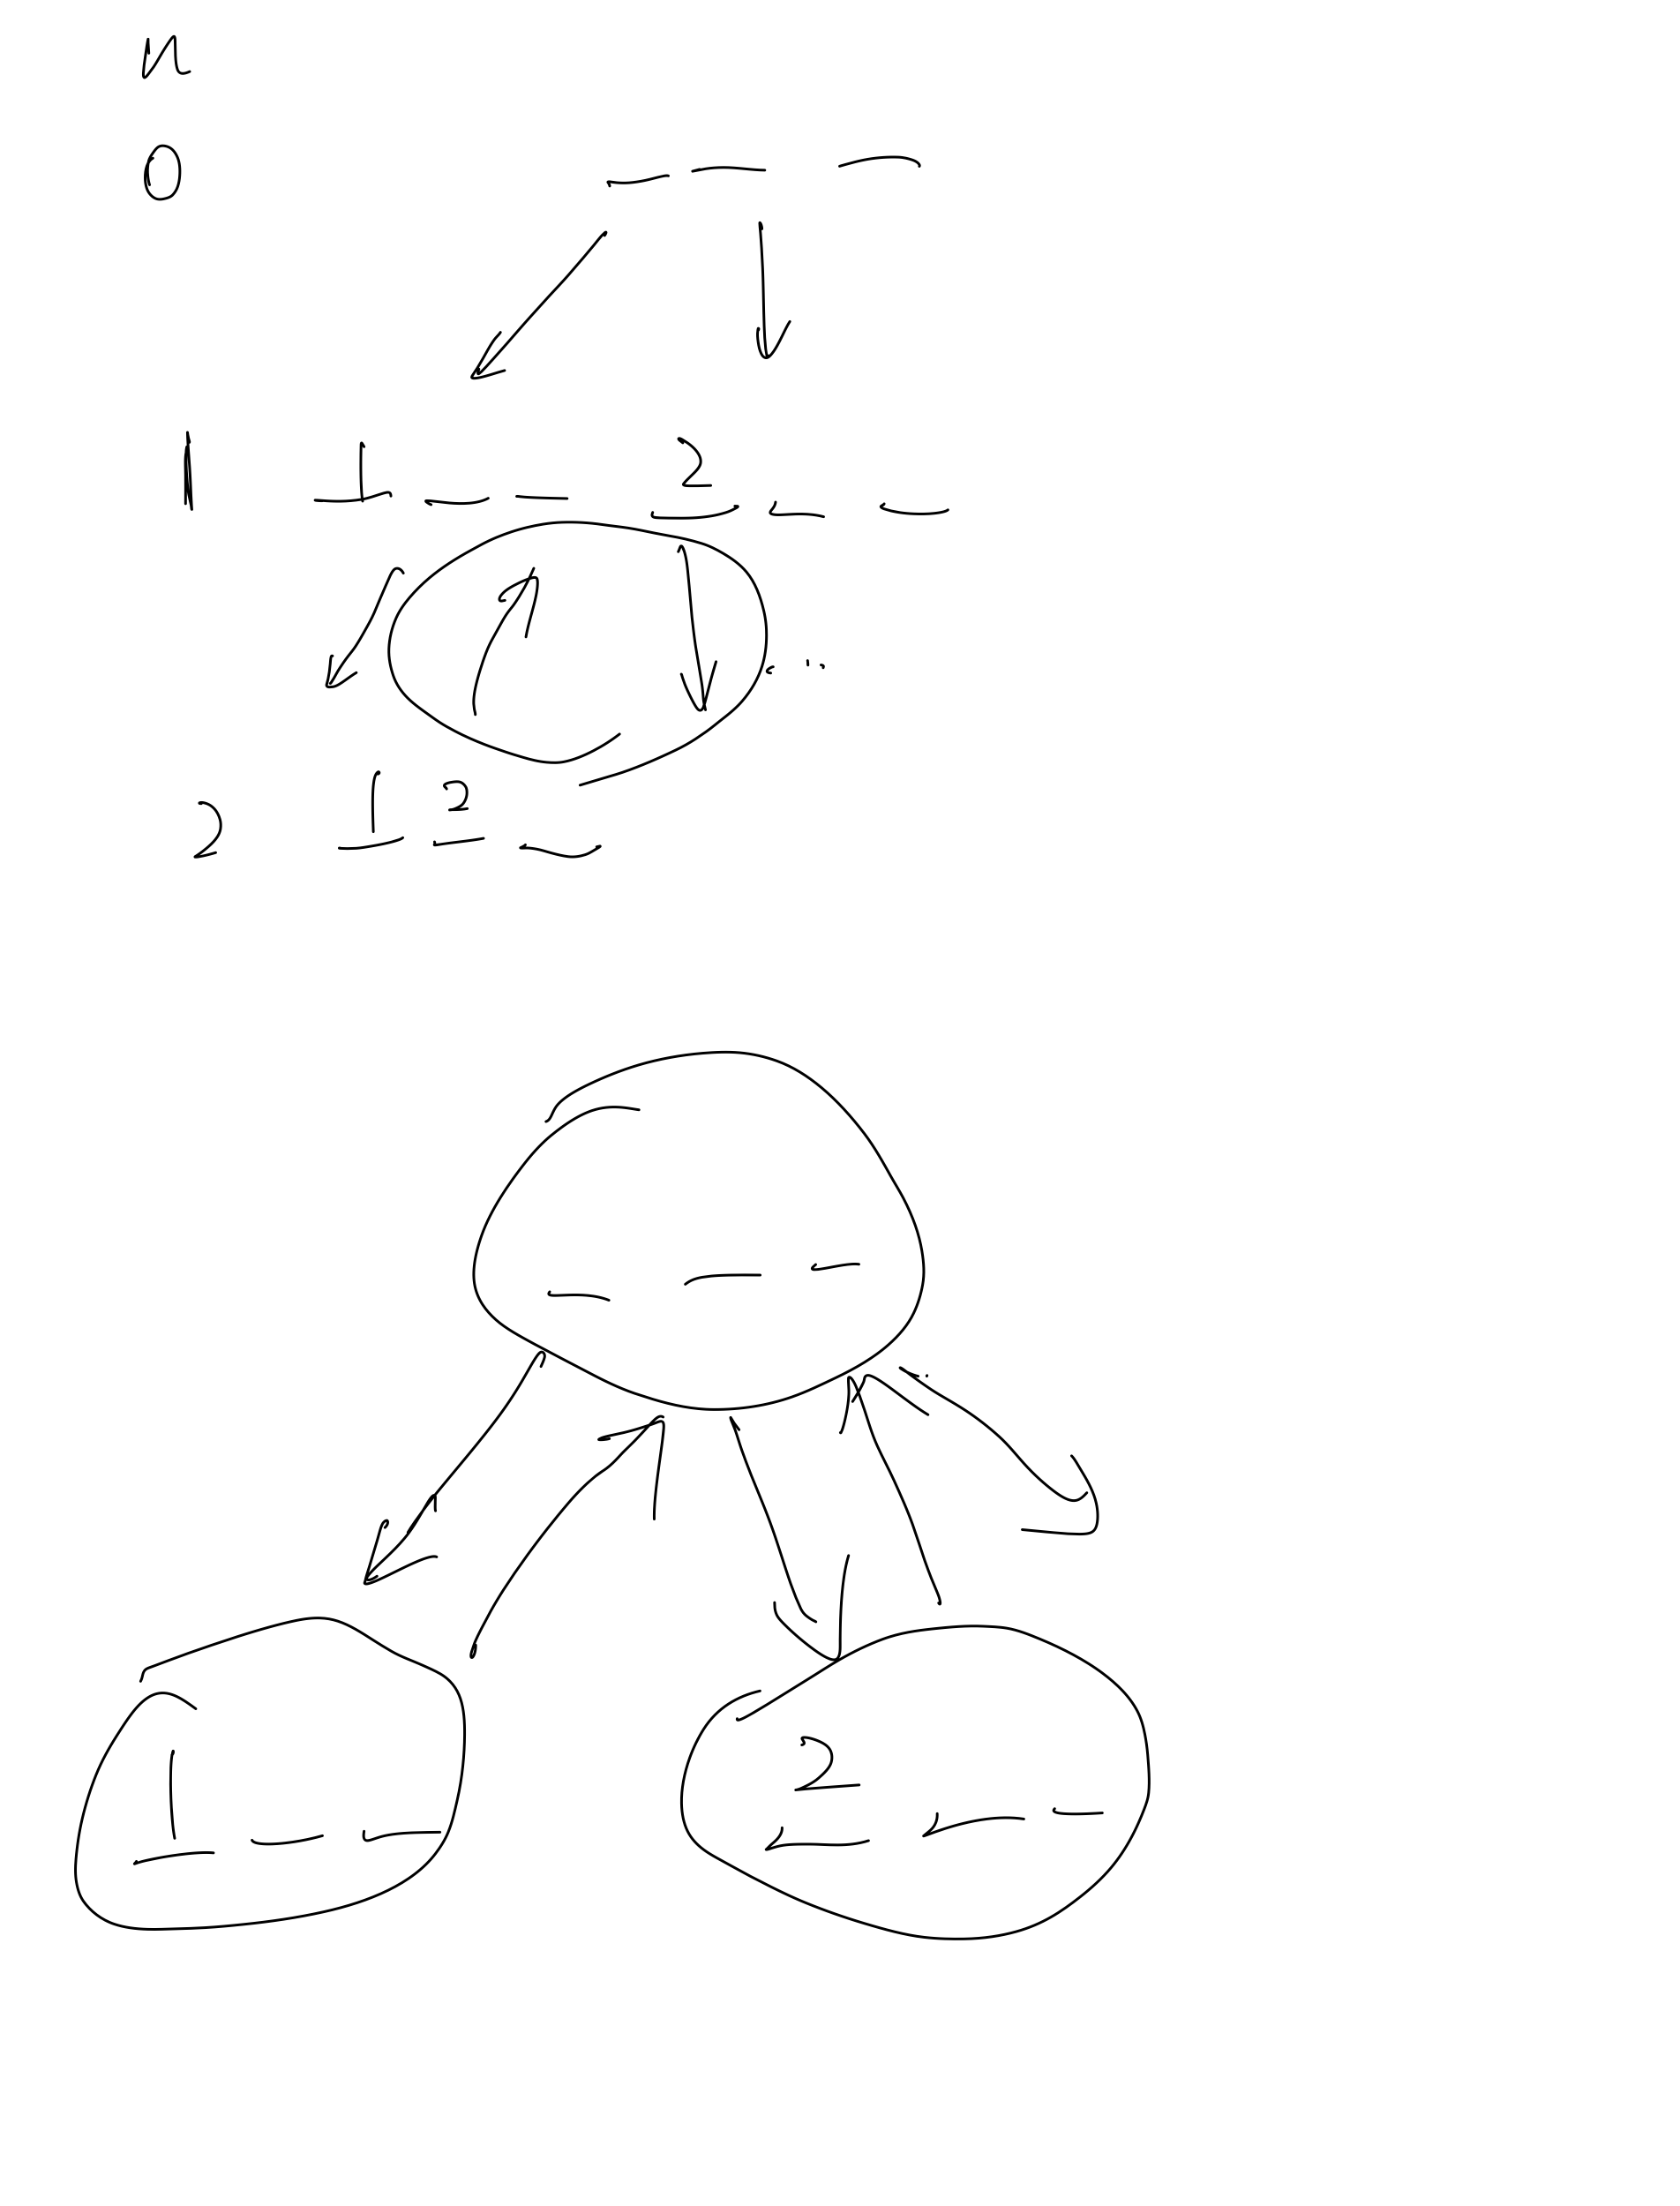 n
0 _ _ _
1 1 _ _ 2 _ _
...
2 1 2 _
_ _ _
1 _ _ 2 _ _